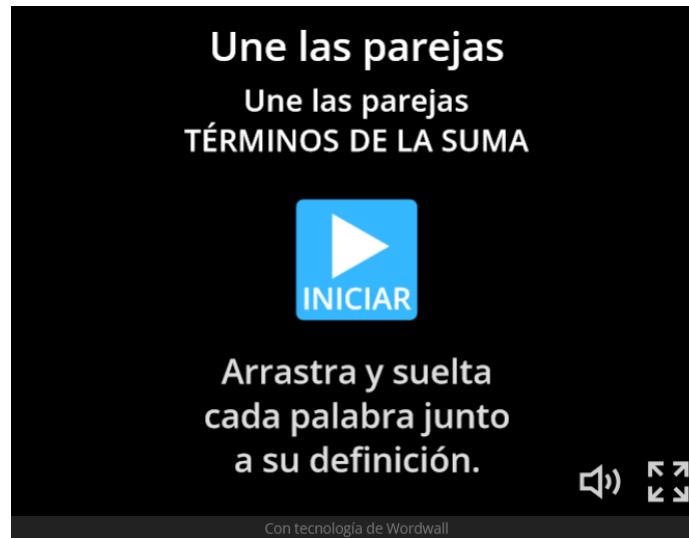 Une las parejas
Une las parejas
TÉRMINOS DE LA SUMA
INICIAR
Arrastra y suelta
cada palabra junto
a su definición.
Con tecnología de Wordwall